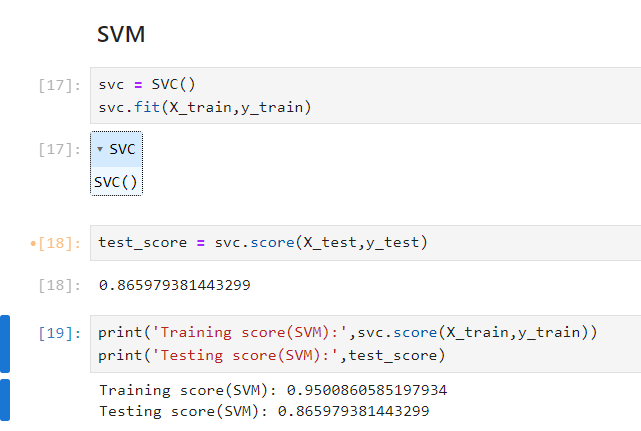 SVM
[17]: svc = SVC()
svc.fit(X_train,y_train)
[17]: ▾ SVC
SVC()
•[18]: test_score = svc.score(X_test,y_test)
[18]: 0.865979381443299
[19]: print('Training score(SVM):',svc.score(X_train,y_train))
print('Testing score(SVM):',test_score)
Training score(SVM): 0.9500860585197934
Testing score(SVM): 0.865979381443299